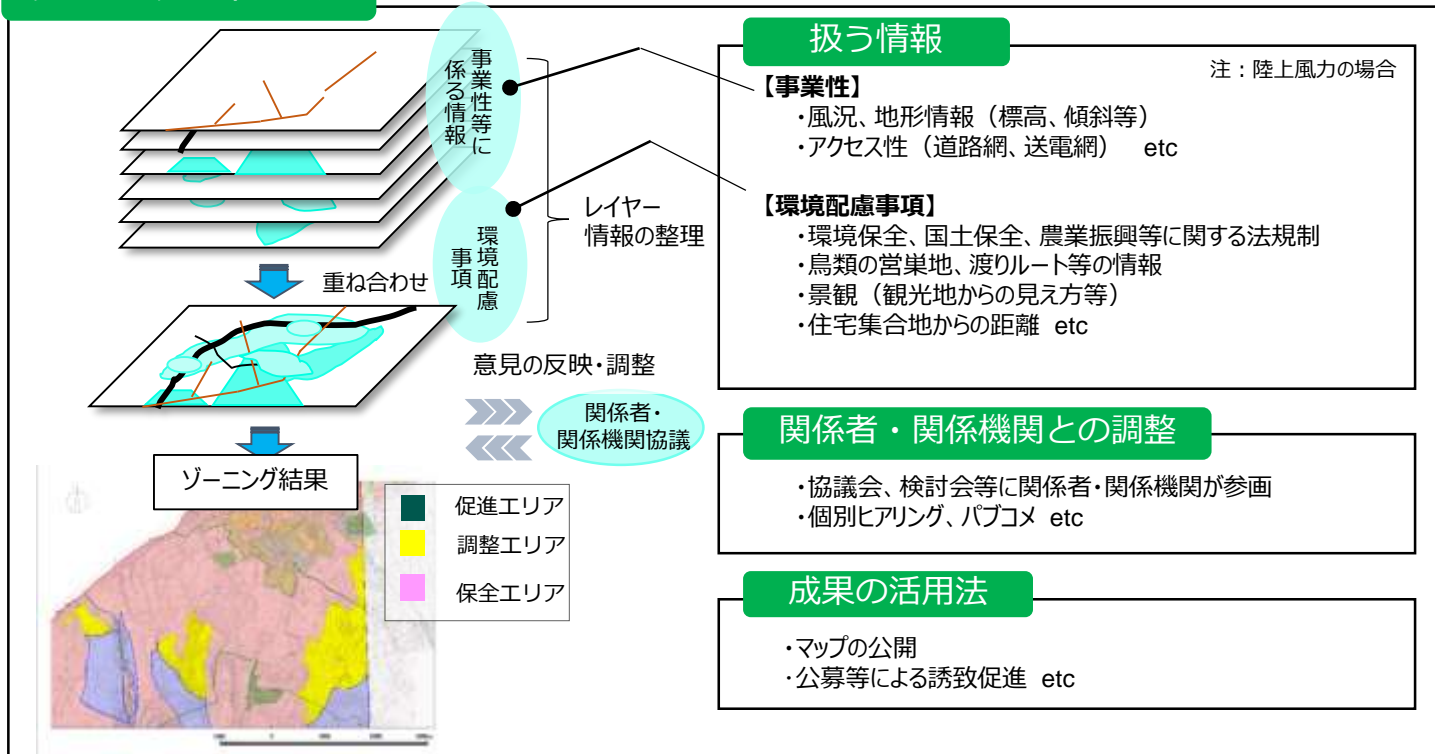 事業性等に
係る情報
環境配慮
事項
レイヤー
情報の整理
重ね合わせ
意見の反映・調整
関係者・
関係機関協議
ゾーニング結果
促進エリア
調整エリア
保全エリア
扱う情報
注：陸上風力の場合
【事業性】
・風況、地形情報（標高、傾斜等）
・アクセス性（道路網、送電網） etc
【環境配慮事項】
・環境保全、国土保全、農業振興等に関する法規制
・鳥類の営巣地、渡りルート等の情報
・景観（観光地からの見え方等）
・住宅集合地からの距離 etc
関係者・関係機関との調整
・協議会、検討会等に関係者・関係機関が参画
・個別ヒアリング、パブコメ etc
成果の活用法
・マップの公開
・公募等による誘致促進 etc